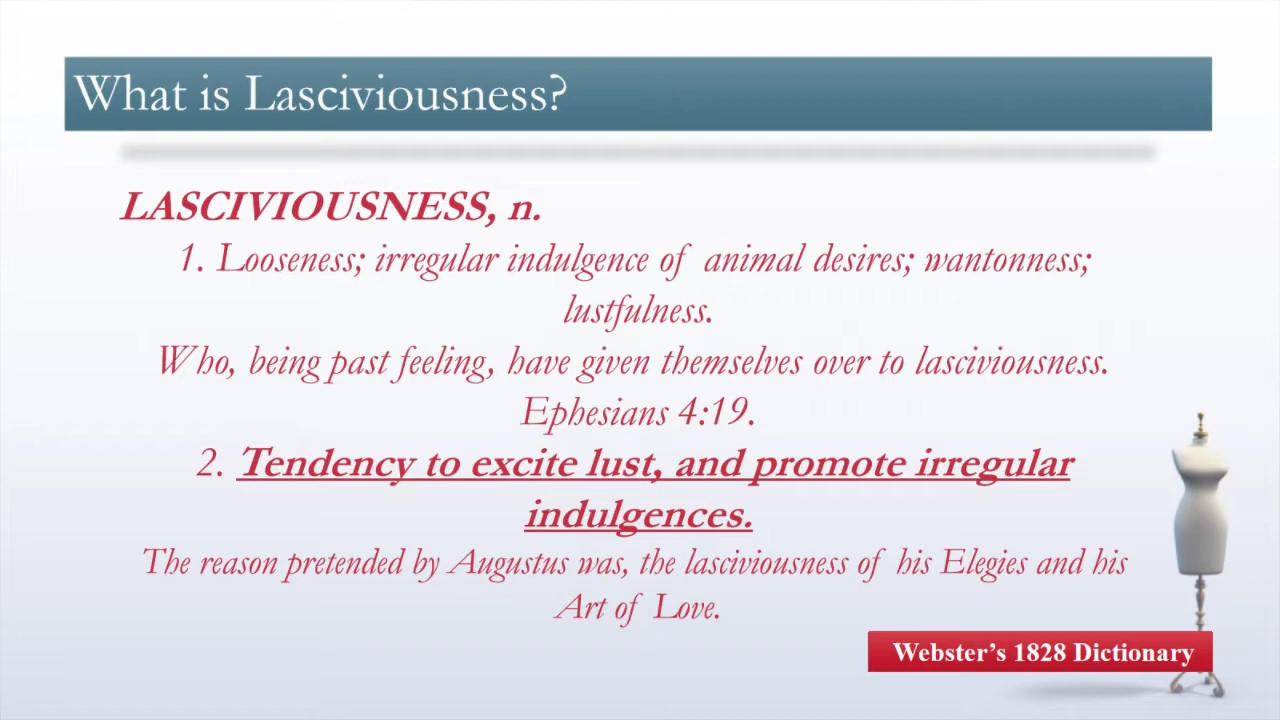 What is Lasciviousness?
LASCIVIOUSNESS, n.
1. Looseness; irregular indulgence of animal desires; wantonness;
lustfulness.
Who, being past feeling, have given themselves over to lasciviousness.
Ephesians 4:19.
2. Tendency to excite lust, and promote irregular
indulgences.
The reason pretended by Augustus was, the lasciviousness of his Elegies and his
Art of Love.
Webster's 1828 Dictionary